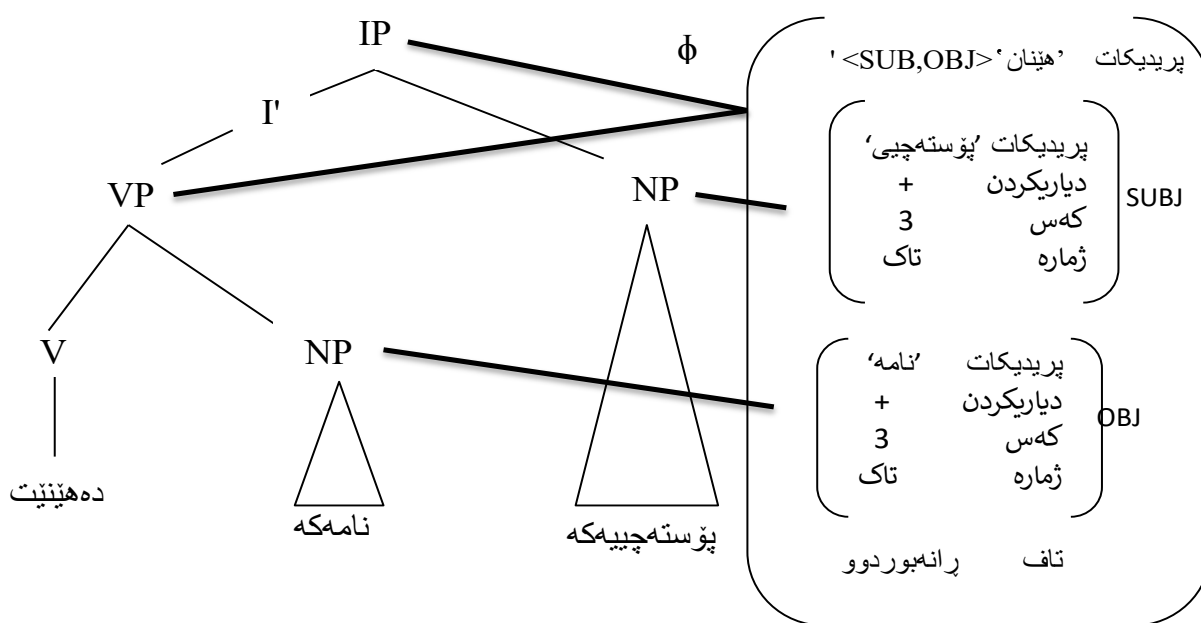 IP
ϕ
I'
VP
NP
V
NP
دەهێنێت
نامەکە
پۆستەچییەکە
پریدیکات 'هێنان <SUB,OBJ>'
پریدیکات 'پۆستەچیی'
دیاریکردن +
کەس 3
ژمارە تاک
SUBJ
پریدیکات 'نامە'
دیاریکردن +
کەس 3
ژمارە تاک
OBJ
تاف ڕانەبوردوو